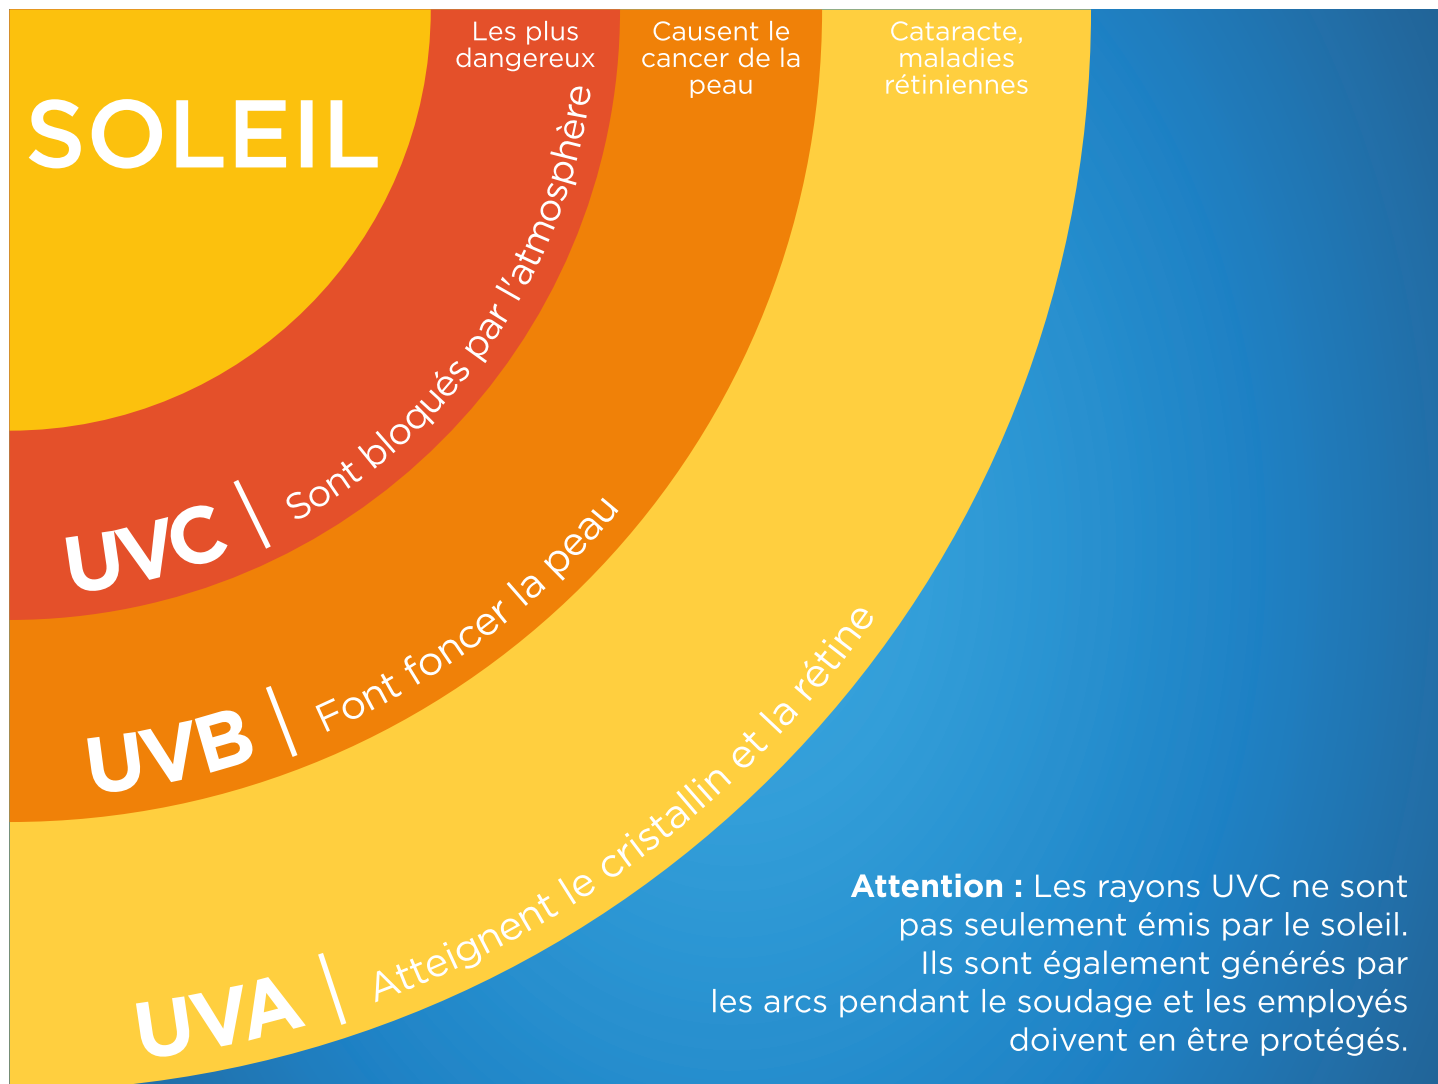 SOLEIL
Les plus
dangereux
Causent le
cancer de la
peau
Cataracte,
maladies
rétiniennes
UVC | Sont bloqués par l'atmosphère
UVB | Font foncer la peau
UVA | Atteignent le cristallin et la rétine
Attention : Les rayons UVC ne sont
pas seulement émis par le soleil.
Ils sont également générés par
les arcs pendant le soudage et les employés
doivent en être protégés.